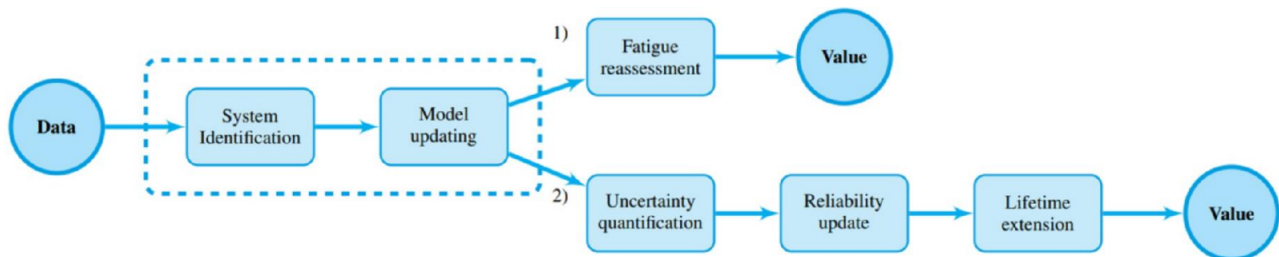 Data
System
Identification
Model
updating
1)
Fatigue
reassessment
Value
2)
Uncertainty
quantification
Reliability
update
Lifetime
extension
Value